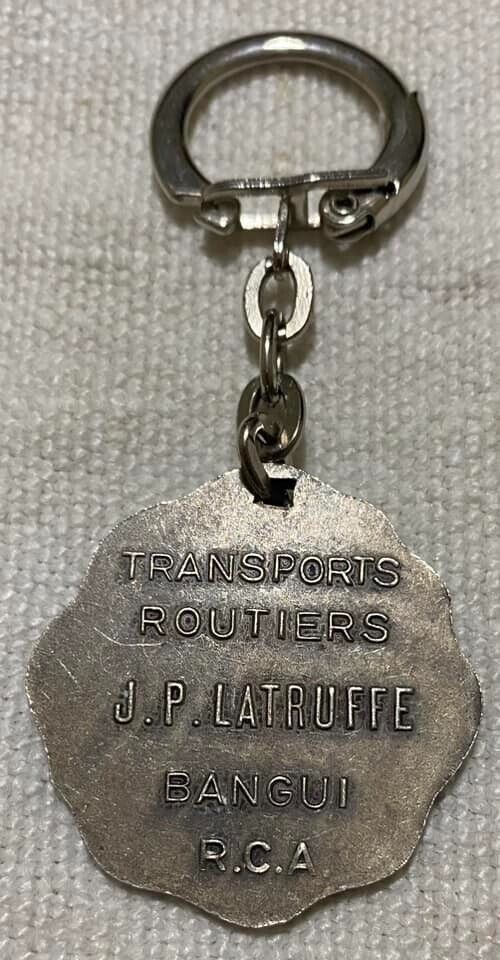 TRANSPORTS
ROUTIERS
J.P. LATRUFFE
BANGUI
R.C.A